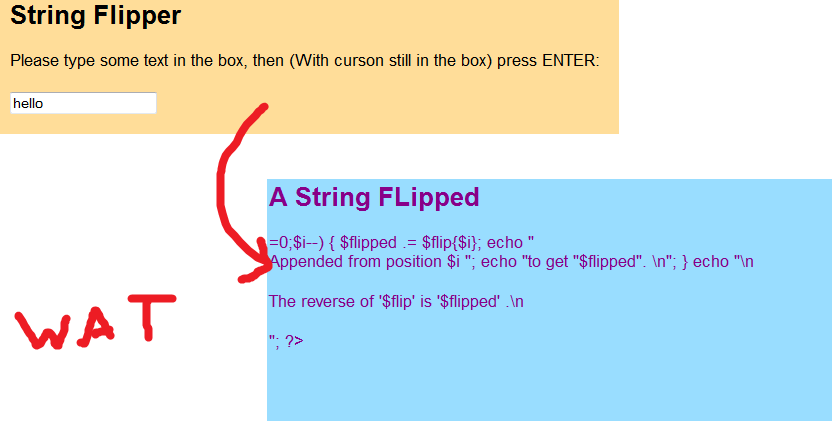 String Flipper
Please type some text in the box, then (With curson still in the box) press ENTER:
hello
A String FLipped
=0;$i--) { $flipped .= $flip{$i}; echo "
Appended from position $i "; echo "to get "$flipped". \n"; } echo "\n
The reverse of '$flip' is '$flipped' .\n
"; ?>
WAT